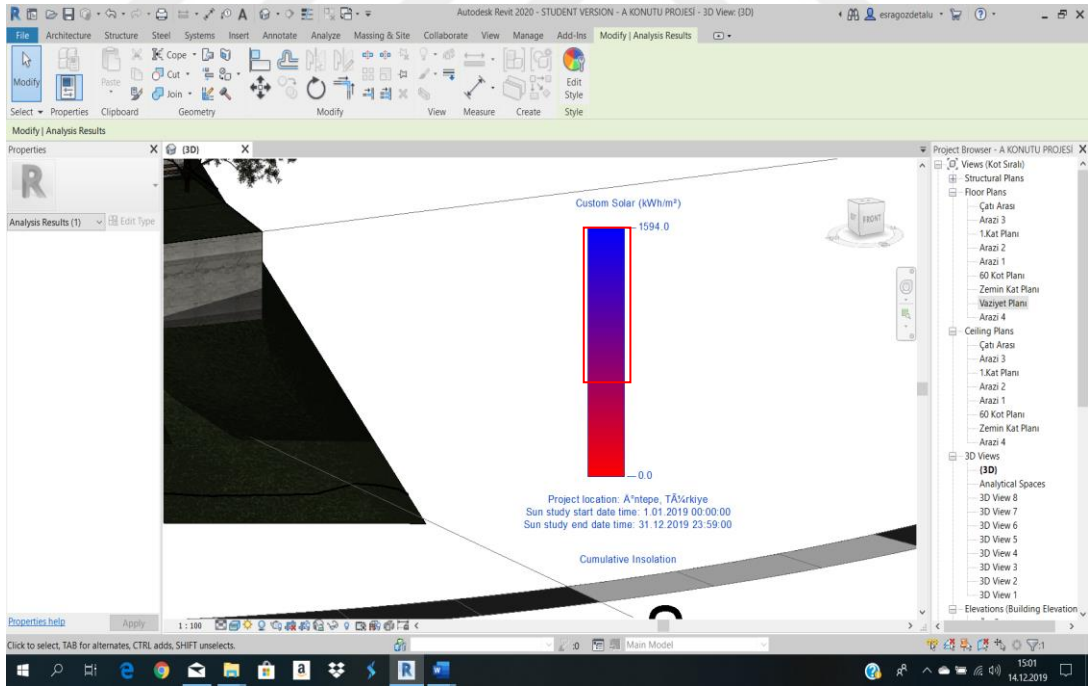 Autodesk Revit 2020 - STUDENT VERSION - A KONUTU PROJESİ - 3D View: {3D}
esragozdetalu
File Architecture Structure Steel Systems Insert Annotate Analyze Massing & Site Collaborate View Manage Add-Ins Modify | Analysis Results
Cope
Cut
Join
Modify
Paste
Edit
Style
Select Properties Clipboard Geometry Modify View Measure Create Style
Modify | Analysis Results
Properties
{3D}
Project Browser - A KONUTU PROJESİ
Analysis Results (1)
Edit Type
Views (Kot Sıralı)
Structural Plans
Floor Plans
Çatı Arası
Arazi 3
1.Kat Planı
Arazi 2
Arazi 1
60 Kot Planı
Zemin Kat Planı
Vaziyet Planı
Arazi 4
Ceiling Plans
Çatı Arası
Arazi 3
1.Kat Planı
Arazi 2
Arazi 1
60 Kot Planı
Zemin Kat Planı
Arazi 4
3D Views
{3D}
Analytical Spaces
3D View 8
3D View 7
3D View 6
3D View 5
3D View 4
3D View 3
3D View 2
3D View 1
Elevations (Building Elevation
FRONT
Custom Solar (kWh/m²)
1594.0
0.0
Project location: Ä°ntepe, TÃ¼rkiye
Sun study start date time: 1.01.2019 00:00:00
Sun study end date time: 31.12.2019 23:59:00
Cumulative Insolation
Properties help
Apply
1 : 100
Click to select, TAB for alternates, CTRL adds, SHIFT unselects.
:0
Main Model
:1
15:01
14.12.2019